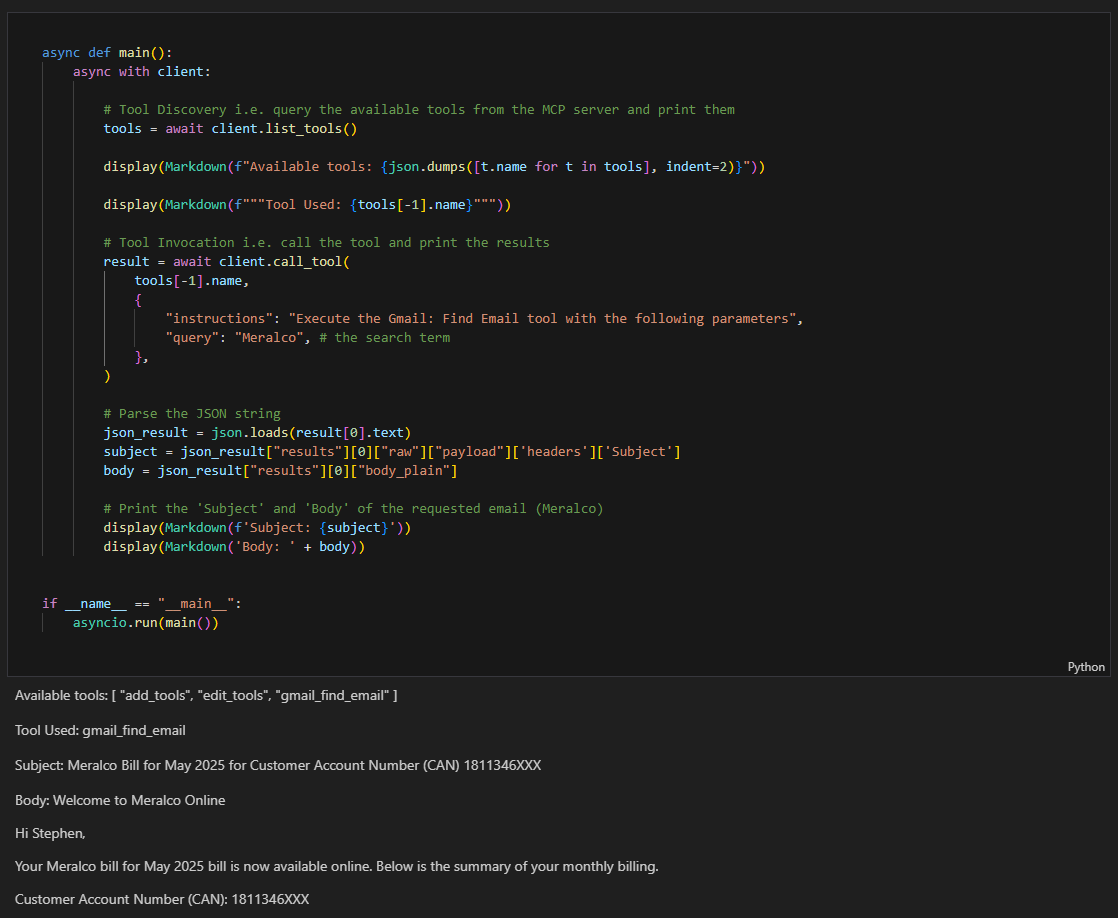 async def main():
    async with client:

        # Tool Discovery i.e. query the available tools from the MCP server and print them
        tools = await client.list_tools()

        display(Markdown(f"Available tools: {json.dumps([t.name for t in tools], indent=2)}"))

        display(Markdown(f"""Tool Used: {tools[-1].name}"""))

        # Tool Invocation i.e. call the tool and print the results
        result = await client.call_tool(
            tools[-1].name,
            {
                "instructions": "Execute the Gmail: Find Email tool with the following parameters",
                "query": "Meralco", # the search term
            },
        )

        # Parse the JSON string
        json_result = json.loads(result[0].text)
        subject = json_result["results"][0]["raw"]["payload"]['headers']['Subject']
        body = json_result["results"][0]["body_plain"]

        # Print the 'Subject' and 'Body' of the requested email (Meralco)
        display(Markdown(f'Subject: {subject}'))
        display(Markdown('Body: ' + body))


if __name__ == "__main__":
    asyncio.run(main())

Python
Available tools: [ "add_tools", "edit_tools", "gmail_find_email" ]
Tool Used: gmail_find_email
Subject: Meralco Bill for May 2025 for Customer Account Number (CAN) 1811346XXX
Body: Welcome to Meralco Online
Hi Stephen,
Your Meralco bill for May 2025 bill is now available online. Below is the summary of your monthly billing.
Customer Account Number (CAN): 1811346XXX